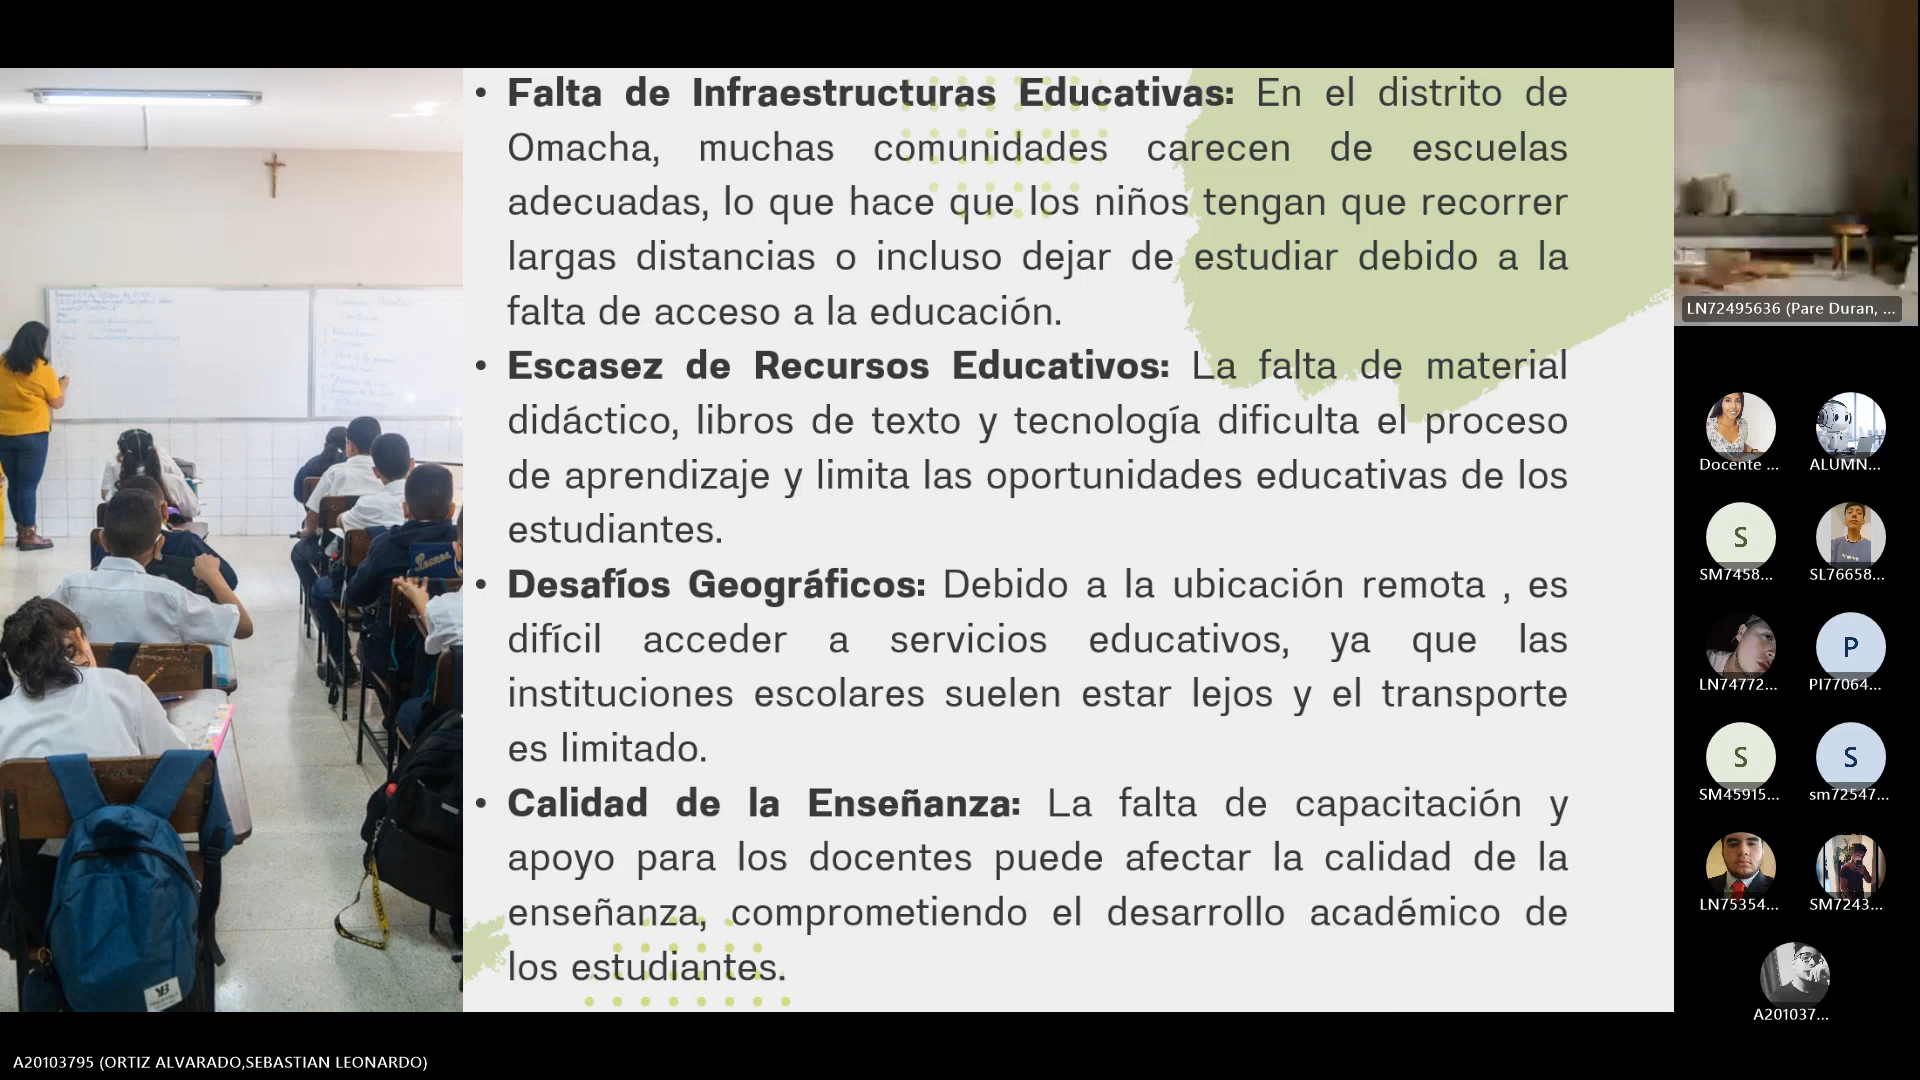 • Falta de Infraestructuras Educativas: En el distrito de
Omacha, muchas comunidades carecen de escuelas
adecuadas, lo que hace que los niños tengan que recorrer
largas distancias o incluso dejar de estudiar debido a la
falta de acceso a la educación.
• Escasez de Recursos Educativos: La falta de material
didáctico, libros de texto y tecnología dificulta el proceso
de aprendizaje y limita las oportunidades educativas de los
estudiantes.
• Desafíos Geográficos: Debido a la ubicación remota , es
difícil acceder a servicios educativos, ya que las
instituciones escolares suelen estar lejos y el transporte
es limitado.
• Calidad de la Enseñanza: La falta de capacitación y
apoyo para los docentes puede afectar la calidad de la
enseñanza, comprometiendo el desarrollo académico de
los estudiantes.
LN72495636 (Pare Duran, ...
Docente ...
ALUMN...
S
SM7458...
SL76658...
LN74772...
P
PI77064...
S
SM45915...
S
sm72547...
LN75354...
SM7243...
A201037...
A20103795 (ORTIZ ALVARADO,SEBASTIAN LEONARDO)